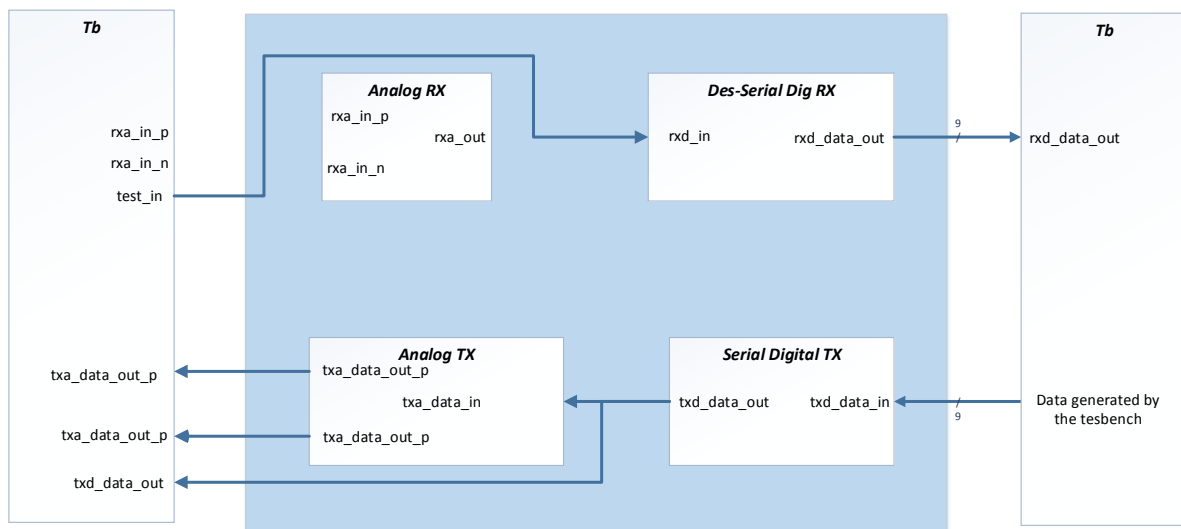 Tb
rxa_in_p
rxa_in_n
test_in
txa_data_out_p
txa_data_out_p
txd_data_out
Analog RX
rxa_in_p
rxa_out
rxa_in_n
Des-Serial Dig RX
rxd_in
rxd_data_out
9
/
Analog TX
txa_data_out_p
txa_data_in
txa_data_out_p
Serial Digital TX
txd_data_out
txd_data_in
/
9
Tb
rxd_data_out
Data generated by
the tesbench